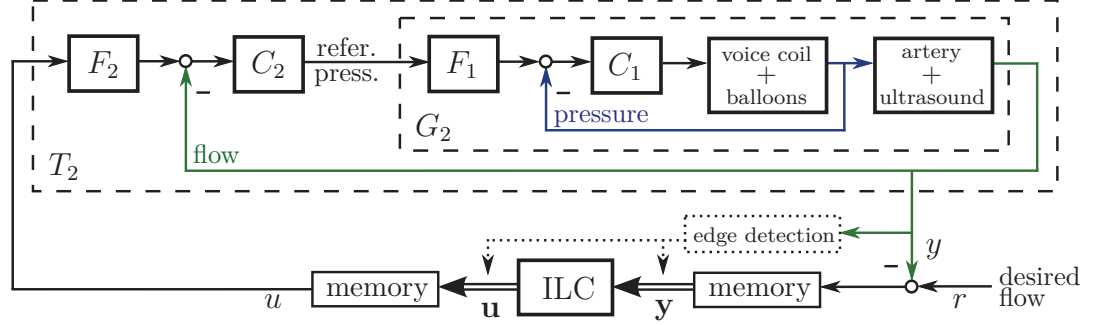 F₂
C₂
refer.
press.
F₁
C₁
voice coil
+
balloons
artery
+
ultrasound
pressure
G₂
flow
T₂
edge detection
y
u
memory
u
ILC
y
memory
r
desired
flow